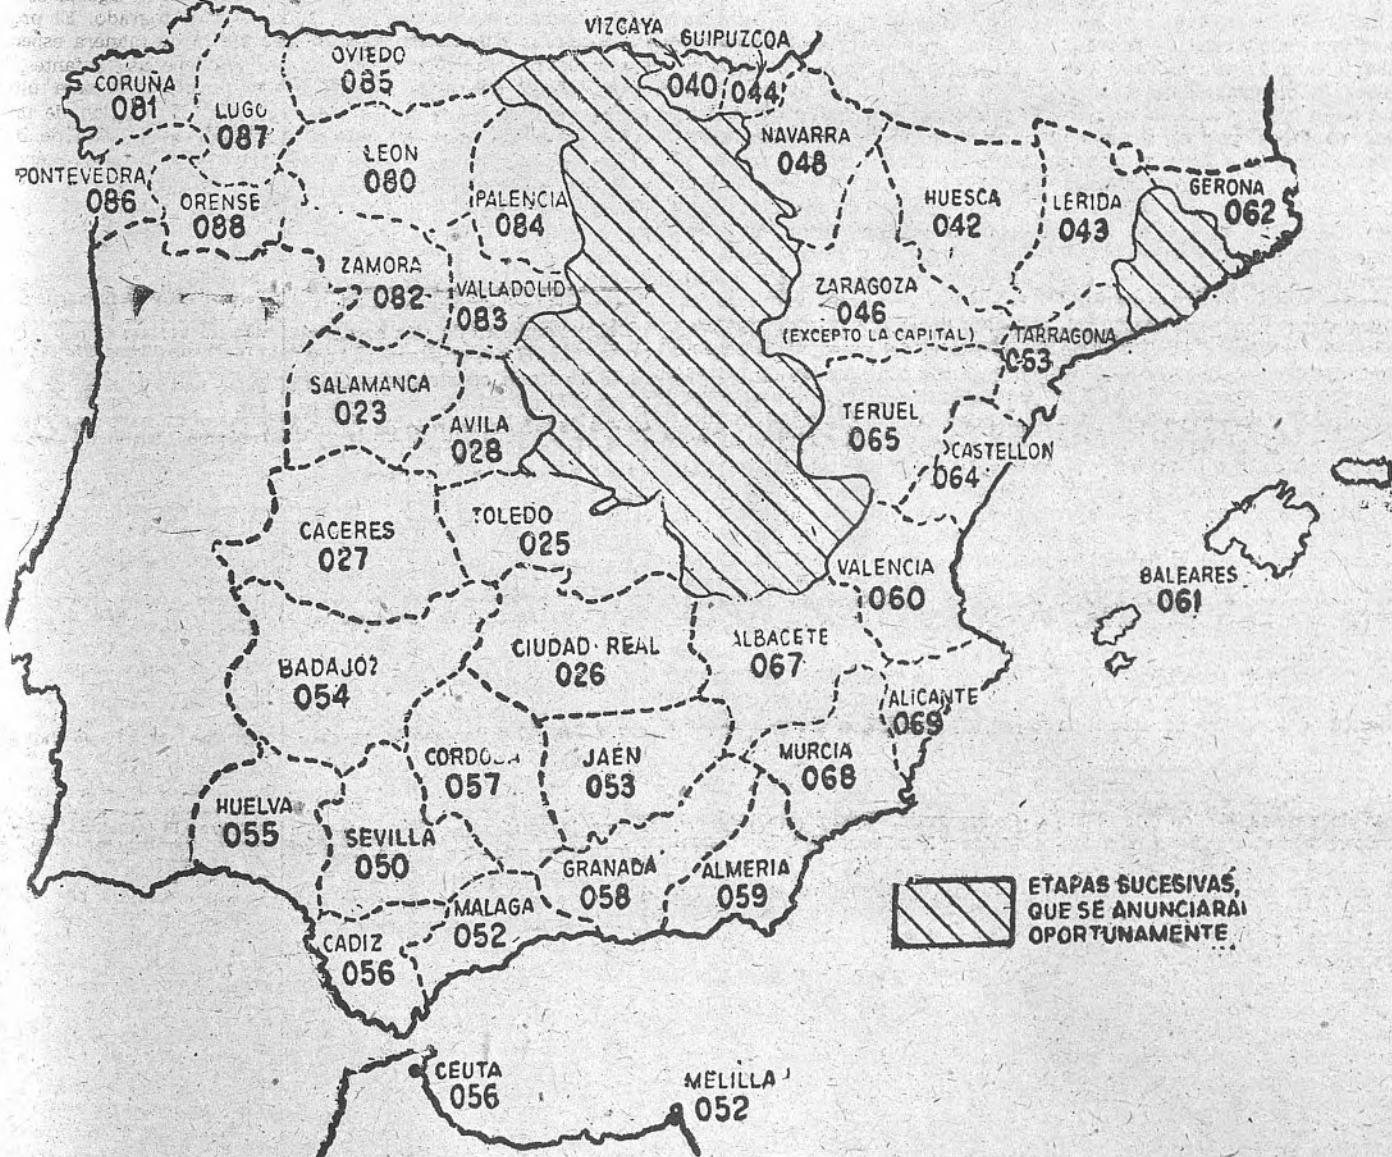 VIZCAYA
040
GUIPUZCOA
044
OVIEDO
085
CORUÑA
081
LUGO
087
NAVARRA
048
LEON
080
PONTEVEDRA
086
ORENSE
088
PALENCIA
084
HUESCA
042
LERIDA
043
GERONA
062
ZAMORA
082
VALLADOLID
083
ZARAGOZA
046
(EXCEPTO LA CAPITAL)
TARRAGONA
063
SALAMANCA
023
AVILA
028
TERUEL
065
CASTELLON
064
CACERES
027
TOLEDO
025
VALENCIA
060
BALEARES
061
BADAJOZ
054
CIUDAD·REAL
026
ALBACETE
067
ALICANTE
069
CORDOBA
057
JAÉN
053
MURCIA
068
HUELVA
055
SEVILLA
050
GRANADA
058
ALMERIA
059
MALAGA
052
CADIZ
056
ETAPAS SUCESIVAS,
QUE SE ANUNCIARAN
OPORTUNAMENTE
CEUTA
056
MELILLA
052